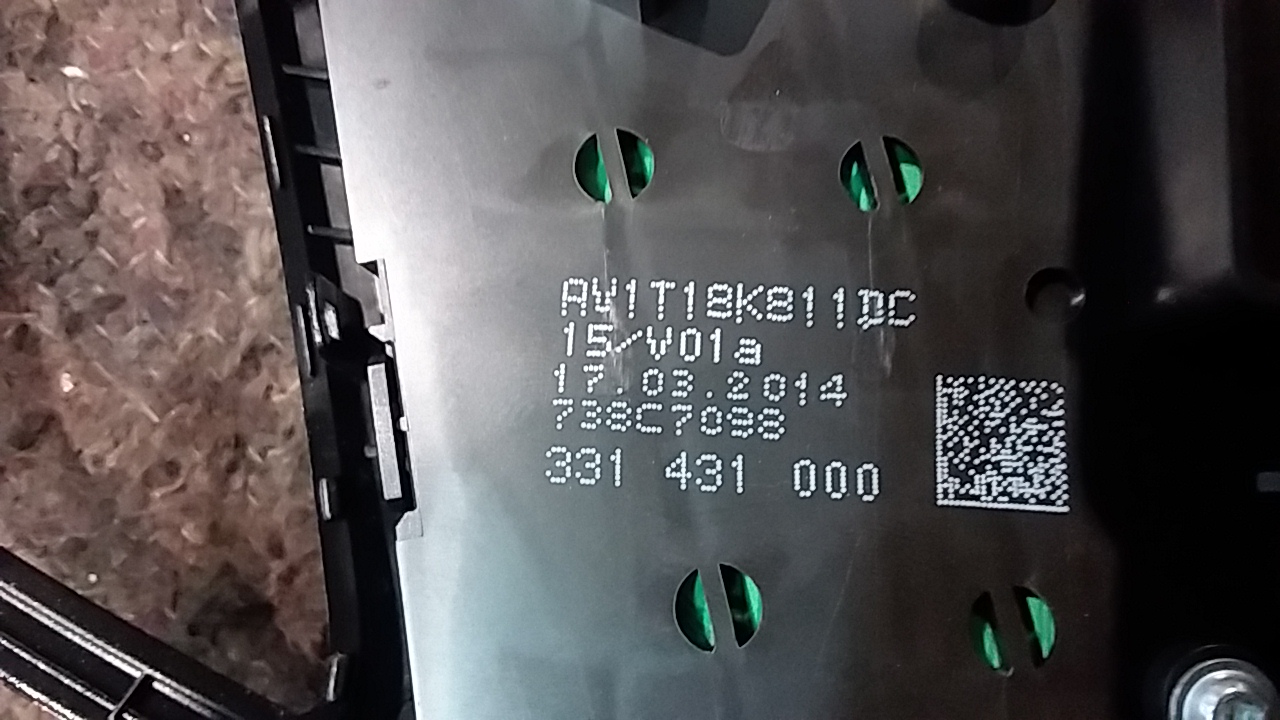 AV1T18K811DC
15/V01a
17.03.2014
738C7098
331 431 000